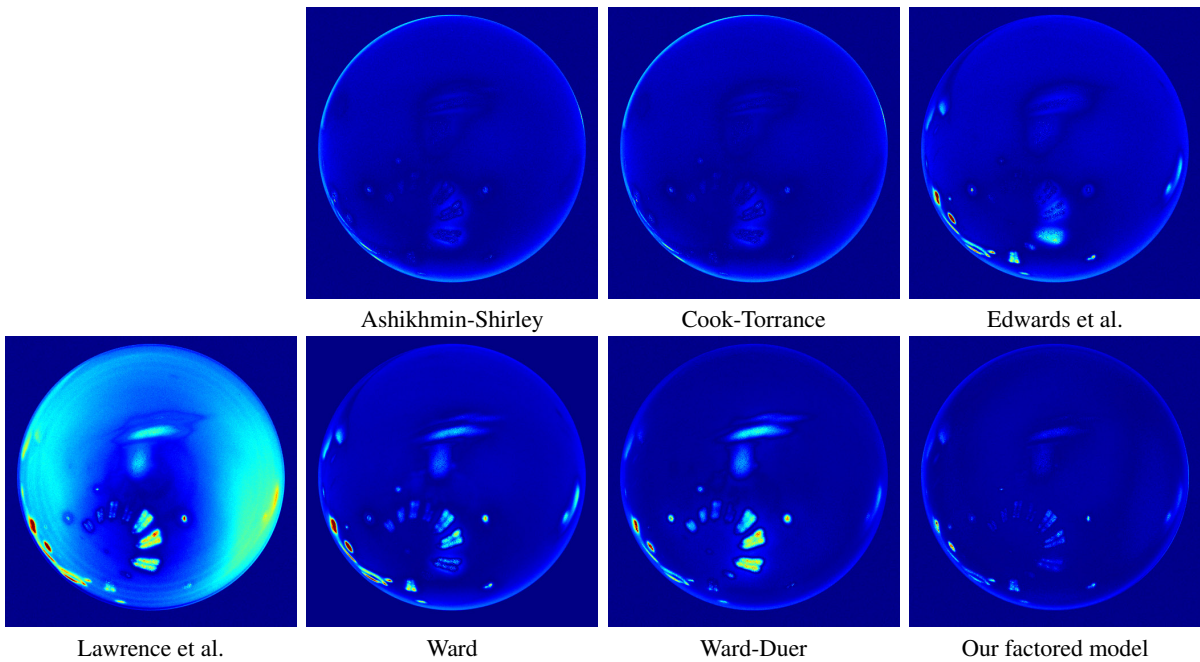 Ashikhmin-Shirley
Cook-Torrance
Edwards et al.
Lawrence et al.
Ward
Ward-Duer
Our factored model